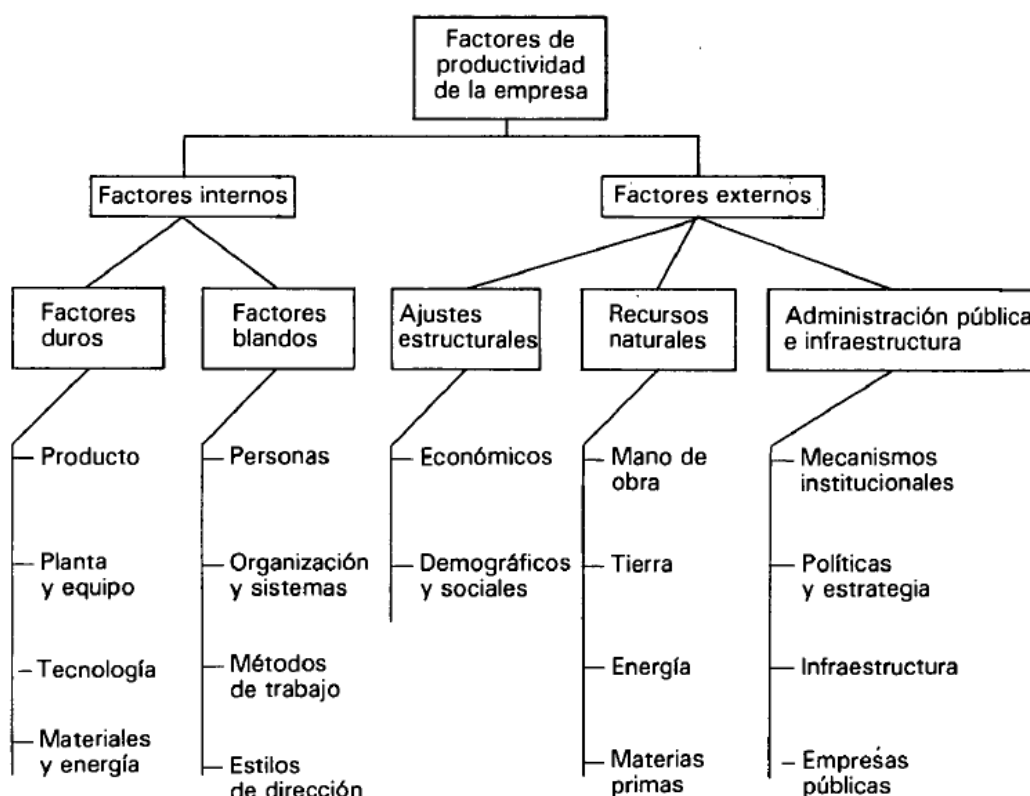 Factores de
productividad
de la empresa
Factores internos
Factores externos
Factores
duros
Factores
blandos
Ajustes
estructurales
Recursos
naturales
Administración pública
e infraestructura
Producto
Planta
y equipo
Tecnología
Materiales
y energía
Personas
Organización
y sistemas
Métodos
de trabajo
Estilos
de dirección
Económicos
Demográficos
y sociales
Mano de
obra
Tierra
Energía
Materias
primas
Mecanismos
institucionales
Políticas
y estrategia
Infraestructura
Empresas
públicas